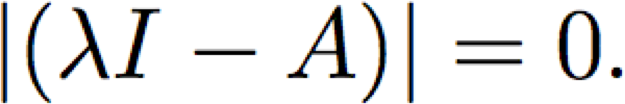 |(λI − A)| = 0.